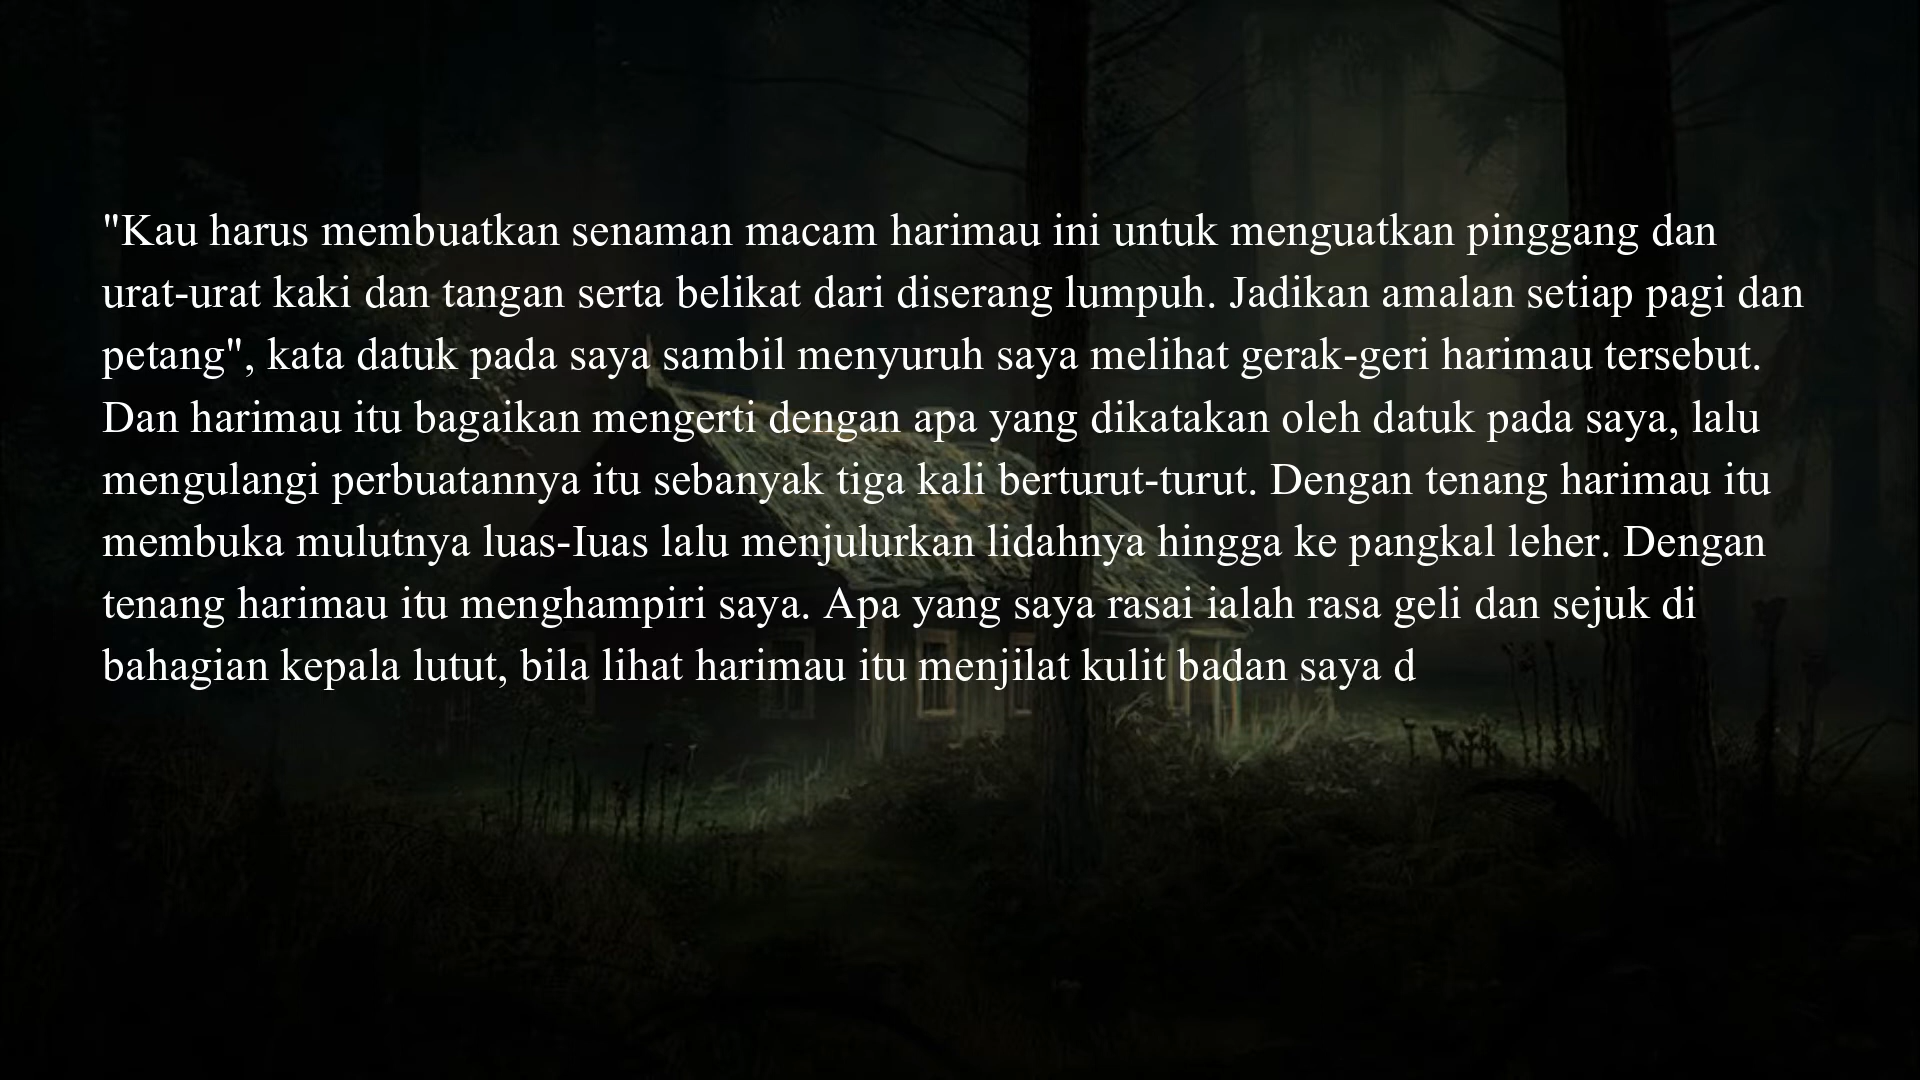 "Kau harus membuatkan senaman macam harimau ini untuk menguatkan pinggang dan
urat-urat kaki dan tangan serta belikat dari diserang lumpuh. Jadikan amalan setiap pagi dan
petang", kata datuk pada saya sambil menyuruh saya melihat gerak-geri harimau tersebut.
Dan harimau itu bagaikan mengerti dengan apa yang dikatakan oleh datuk pada saya, lalu
mengulangi perbuatannya itu sebanyak tiga kali berturut-turut. Dengan tenang harimau itu
membuka mulutnya luas-Iuas lalu menjulurkan lidahnya hingga ke pangkal leher. Dengan
tenang harimau itu menghampiri saya. Apa yang saya rasai ialah rasa geli dan sejuk di
bahagian kepala lutut, bila lihat harimau itu menjilat kulit badan saya d